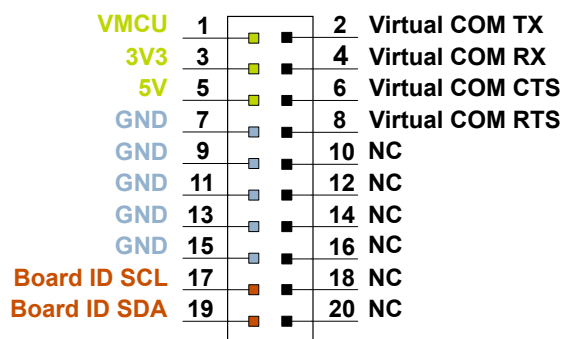 VMCU 1 2 Virtual COM TX
3V3 3 4 Virtual COM RX
5V 5 6 Virtual COM CTS
GND 7 8 Virtual COM RTS
GND 9 10 NC
GND 11 12 NC
GND 13 14 NC
GND 15 16 NC
Board ID SCL 17 18 NC
Board ID SDA 19 20 NC